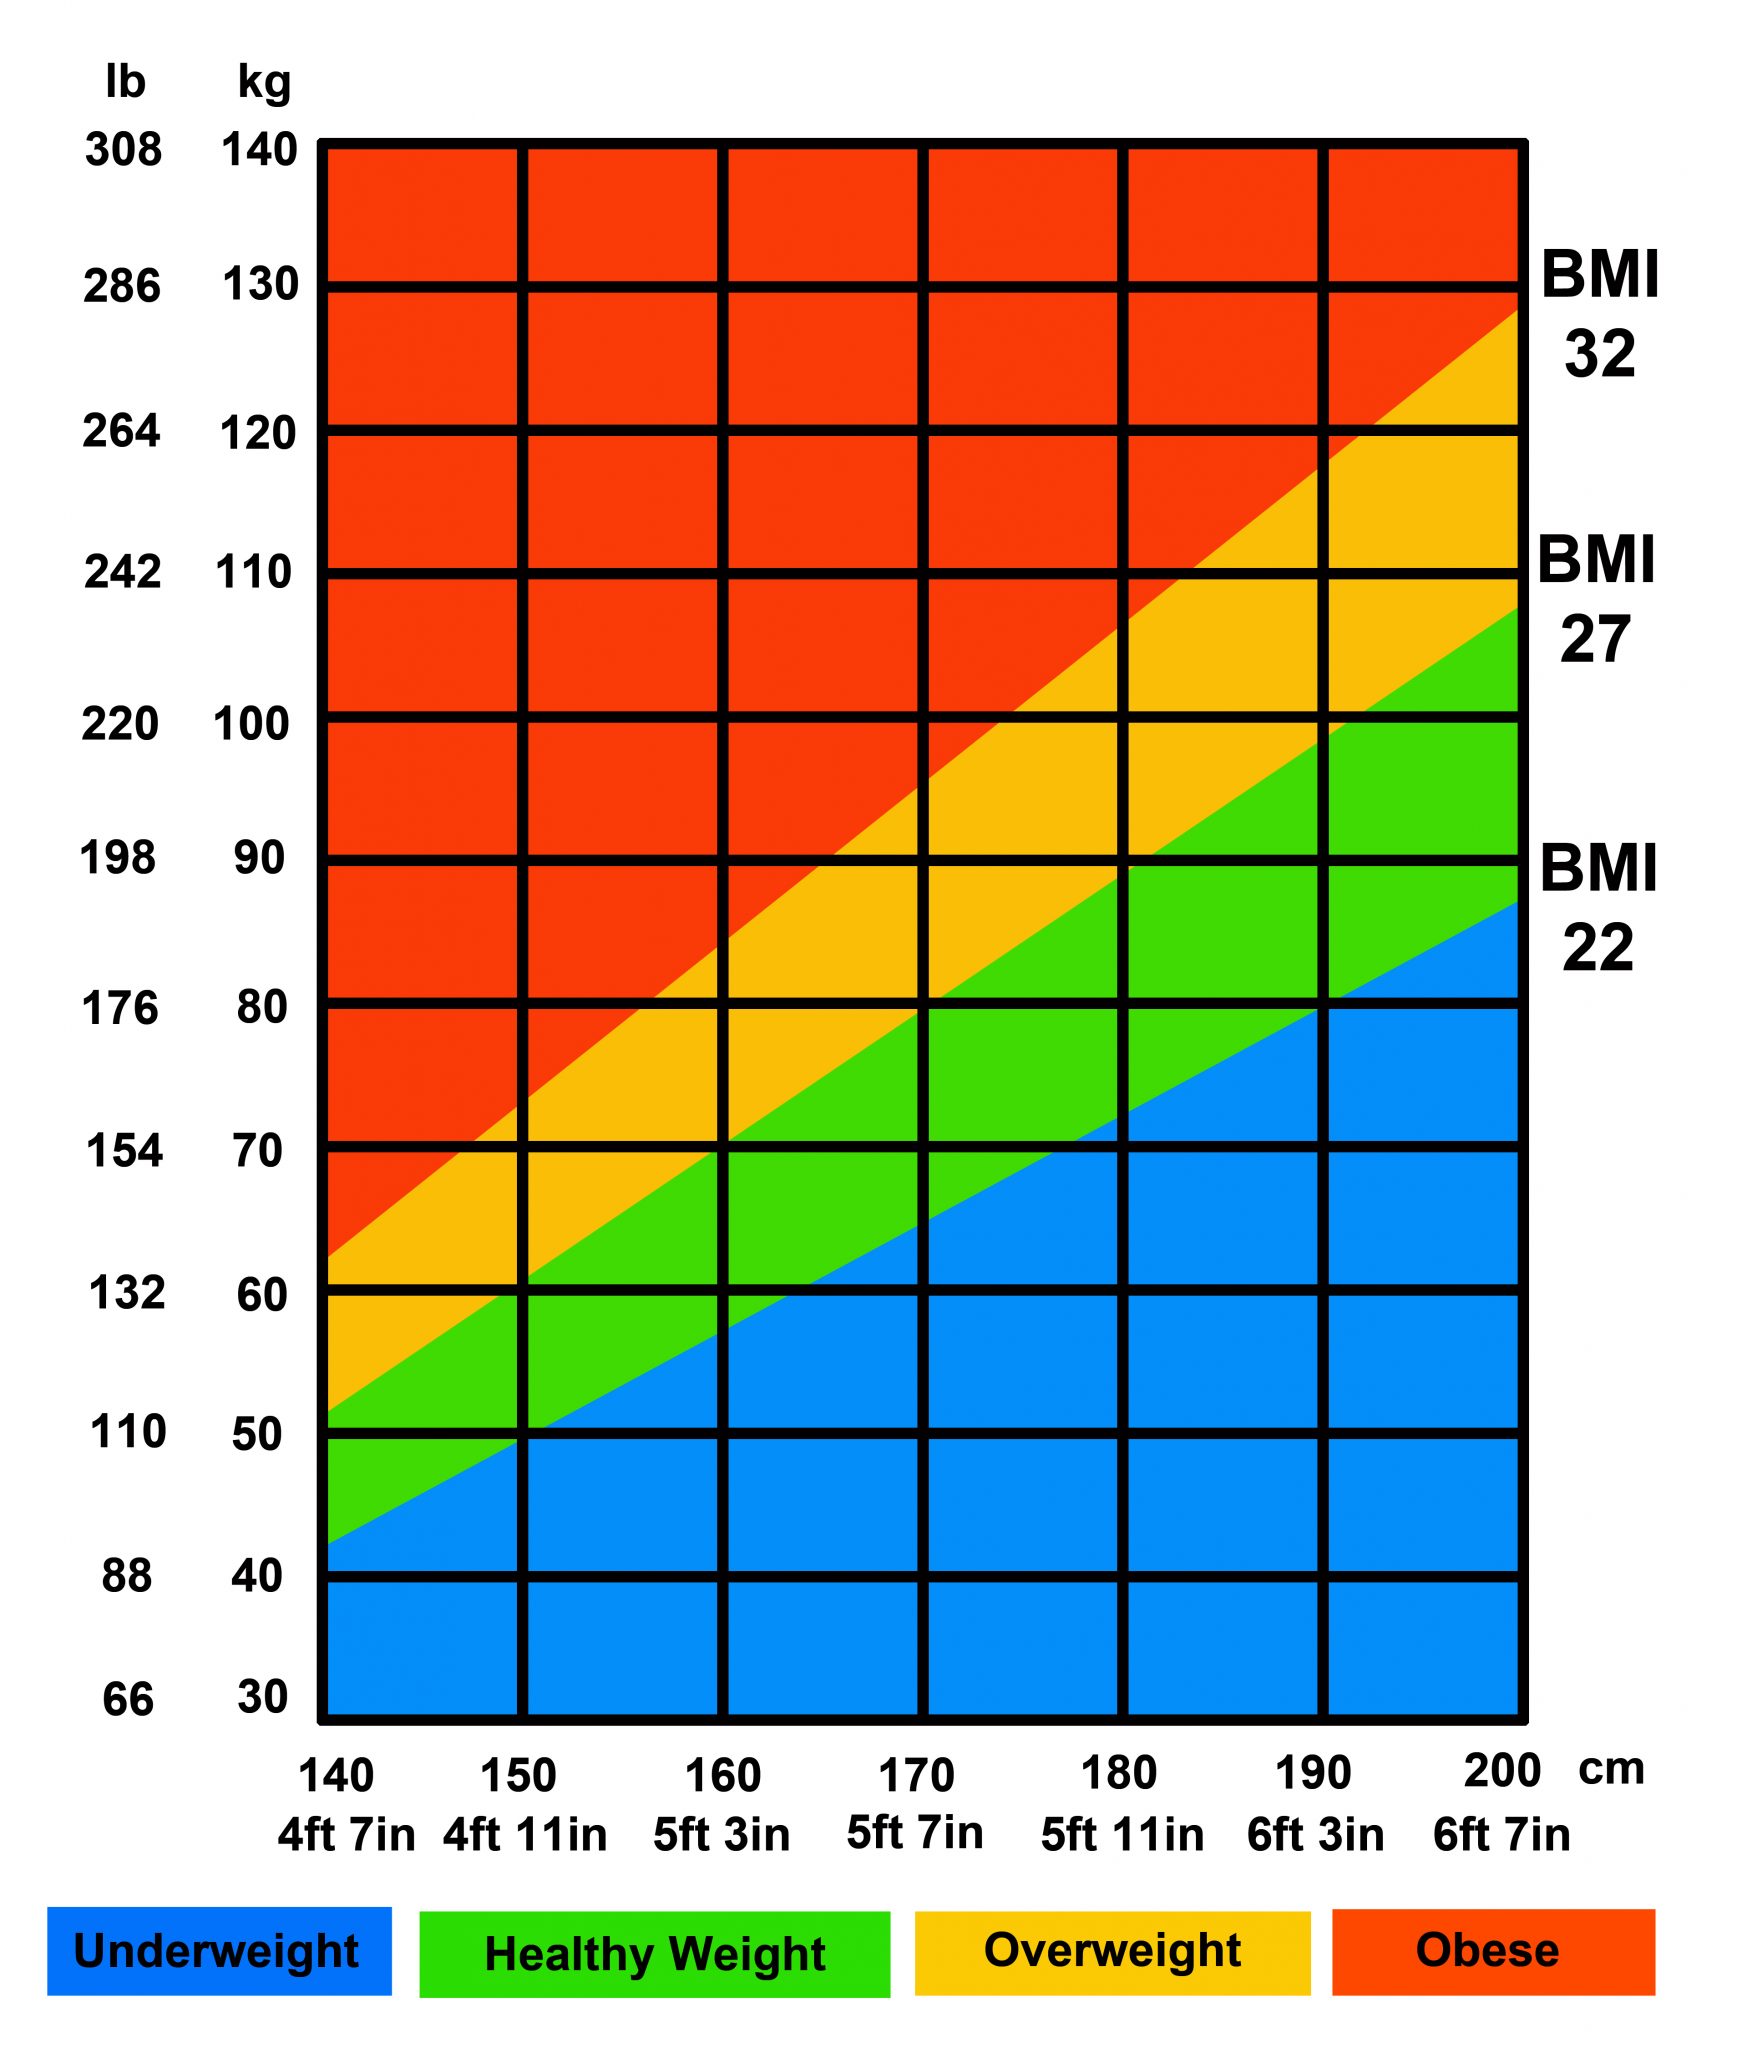 lb kg
308 140
286 130
BMI
32
264 120
242 110
BMI
27
220 100
198 90
BMI
22
176 80
154 70
132 60
110 50
88 40
66 30
140 150 160 170 180 190 200 cm
4ft 7in 4ft 11in 5ft 3in 5ft 7in 5ft 11in 6ft 3in 6ft 7in
Underweight Healthy Weight Overweight Obese